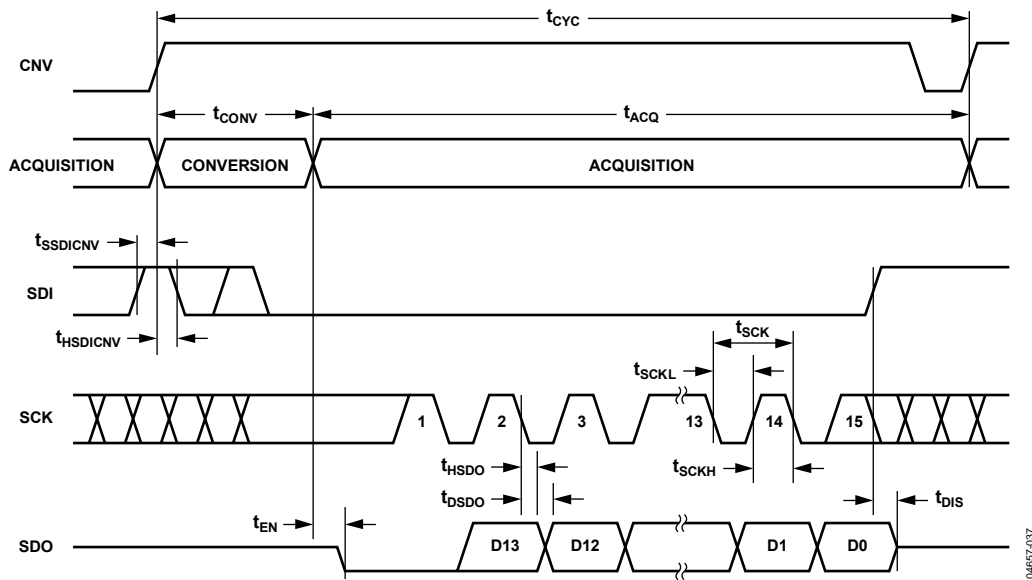 tCYC
CNV
tCONV
tACQ
ACQUISITION
CONVERSION
ACQUISITION
tSSDICNV
SDI
tHSDICNV
tSCK
tSCKL
SCK
1
2
3
13
14
15
tHSDO
tSCKH
tDSDO
tEN
tDIS
SDO
D13
D12
D1
D0
04657-037